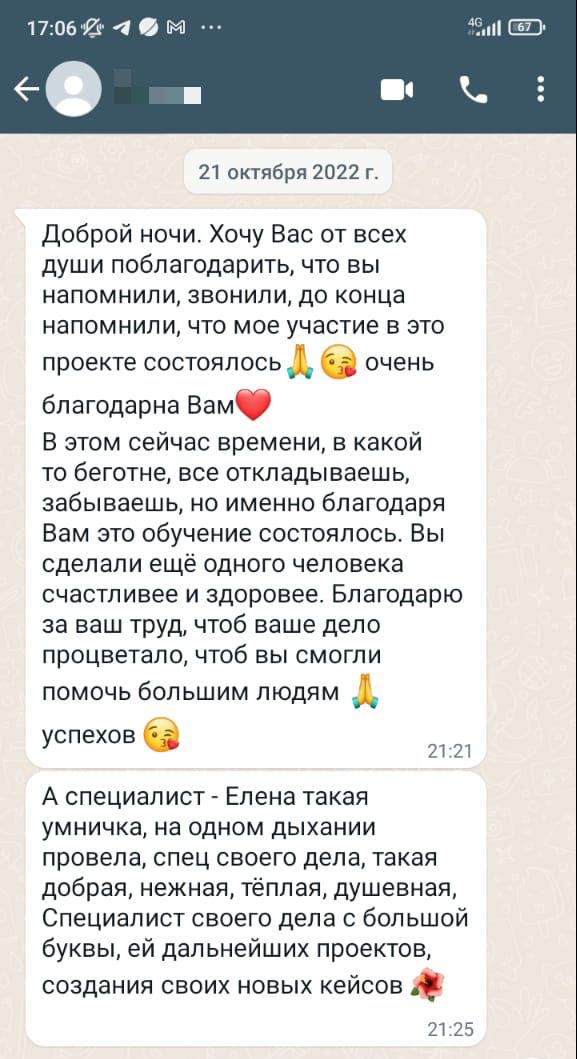 17:06
4G
67
21 октября 2022 г.
Доброй ночи. Хочу Вас от всех
души поблагодарить, что вы
напомнили, звонили, до конца
напомнили, что мое участие в это
проекте состоялось🙏😘 очень
благодарна Вам❤️
В этом сейчас времени, в какой
то беготне, все откладываешь,
забываешь, но именно благодаря
Вам это обучение состоялось. Вы
сделали ещё одного человека
счастливее и здоровее. Благодарю
за ваш труд, чтоб ваше дело
процветало, чтоб вы смогли
помочь большим людям 🙏
успехов 😘
21:21
А специалист - Елена такая
умничка, на одном дыхании
провела, спец своего дела, такая
добрая, нежная, тёплая, душевная,
Специалист своего дела с большой
буквы, ей дальнейших проектов,
создания своих новых кейсов 🌺
21:25